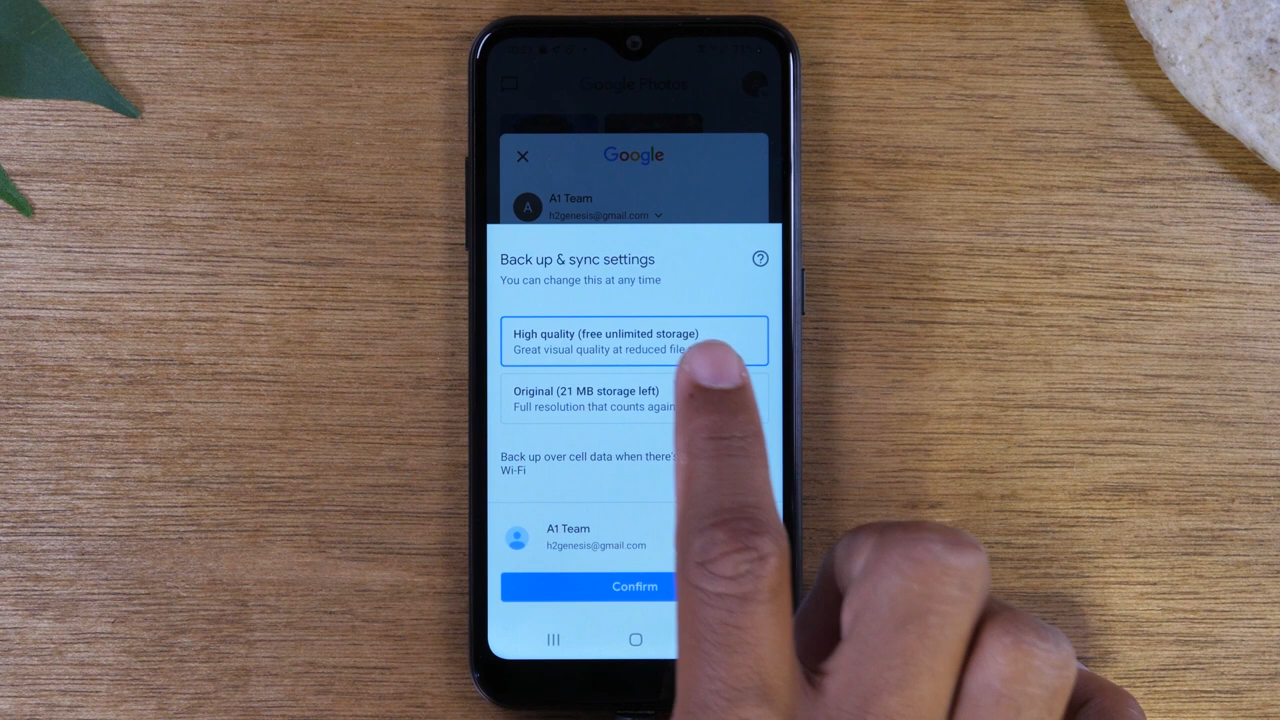 Google Photos
Google
A1 Team
A
h2genesis@gmail.com
Back up & sync settings
?
You can change this at any time
High quality (free unlimited storage)
Great visual quality at reduced file
Original (21 MB storage left)
Full resolution that counts again
Back up over cell data when there's
Wi-Fi
A1 Team
h2genesis@gmail.com
Confirm